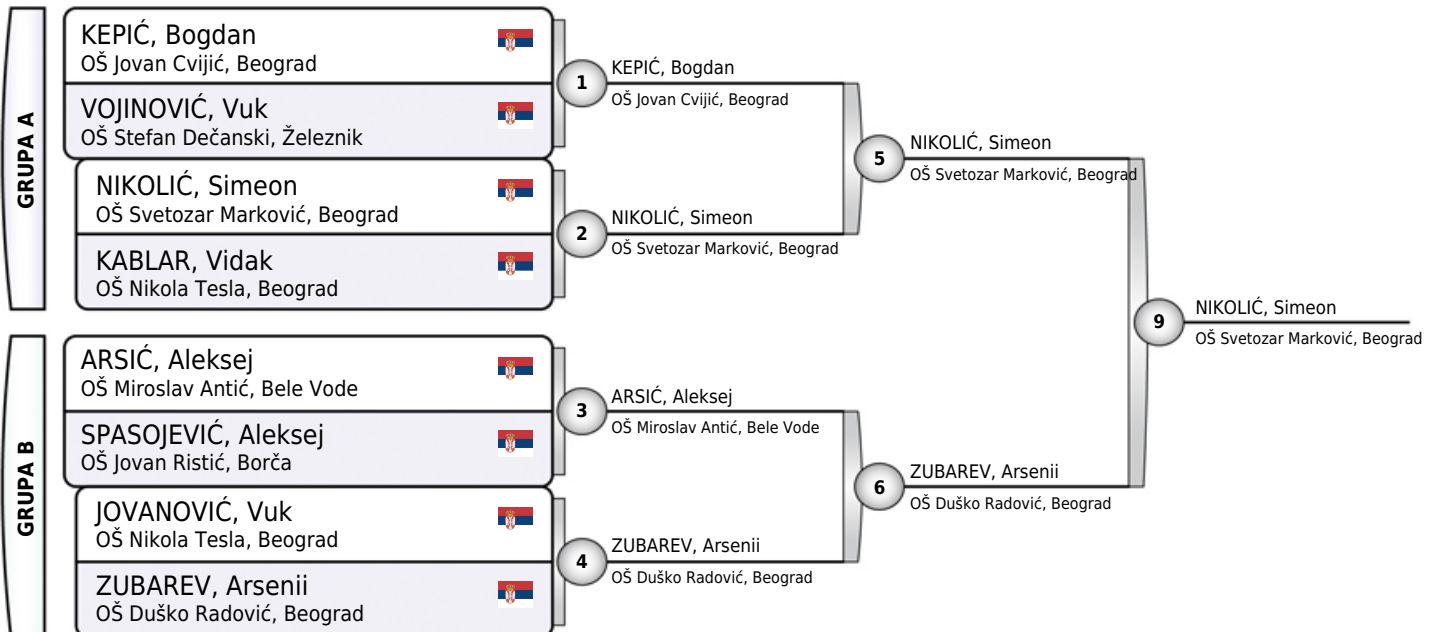 GRUPA A
KEPIĆ, Bogdan
OŠ Jovan Cvijić, Beograd
VOJINOVIĆ, Vuk
OŠ Stefan Dečanski, Železnik
NIKOLIĆ, Simeon
OŠ Svetozar Marković, Beograd
KABLAR, Vidak
OŠ Nikola Tesla, Beograd
GRUPA B
ARSIĆ, Aleksej
OŠ Miroslav Antić, Bele Vode
SPASOJEVIĆ, Aleksej
OŠ Jovan Ristić, Borča
JOVANOVIĆ, Vuk
OŠ Nikola Tesla, Beograd
ZUBAREV, Arsenii
OŠ Duško Radović, Beograd
1
KEPIĆ, Bogdan
OŠ Jovan Cvijić, Beograd
2
NIKOLIĆ, Simeon
OŠ Svetozar Marković, Beograd
3
ARSIĆ, Aleksej
OŠ Miroslav Antić, Bele Vode
4
ZUBAREV, Arsenii
OŠ Duško Radović, Beograd
5
NIKOLIĆ, Simeon
OŠ Svetozar Marković, Beograd
6
ZUBAREV, Arsenii
OŠ Duško Radović, Beograd
9
NIKOLIĆ, Simeon
OŠ Svetozar Marković, Beograd